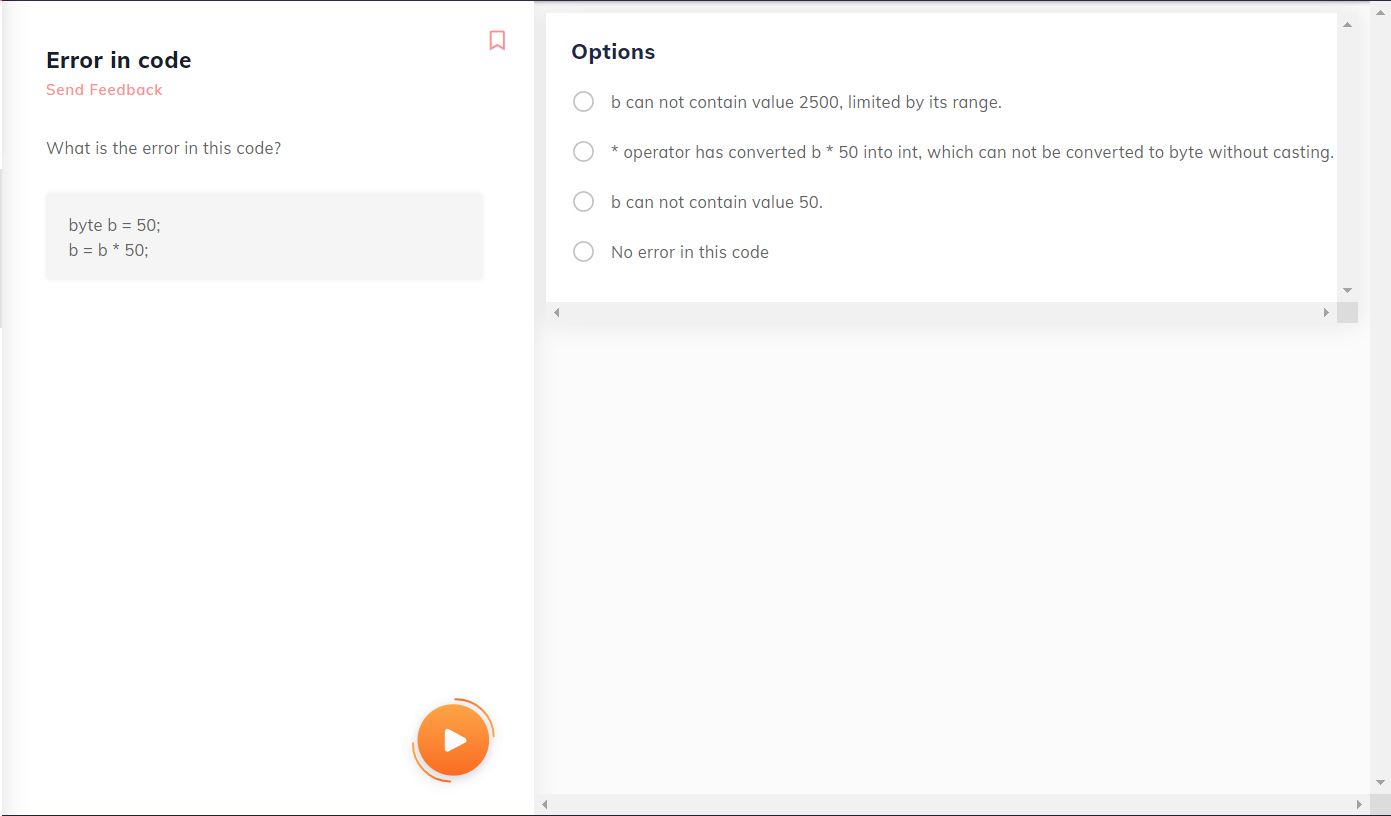 Error in code
Send Feedback
What is the error in this code?
byte b = 50;
b = b * 50;
Options
b can not contain value 2500, limited by its range.
* operator has converted b * 50 into int, which can not be converted to byte without casting.
b can not contain value 50.
No error in this code